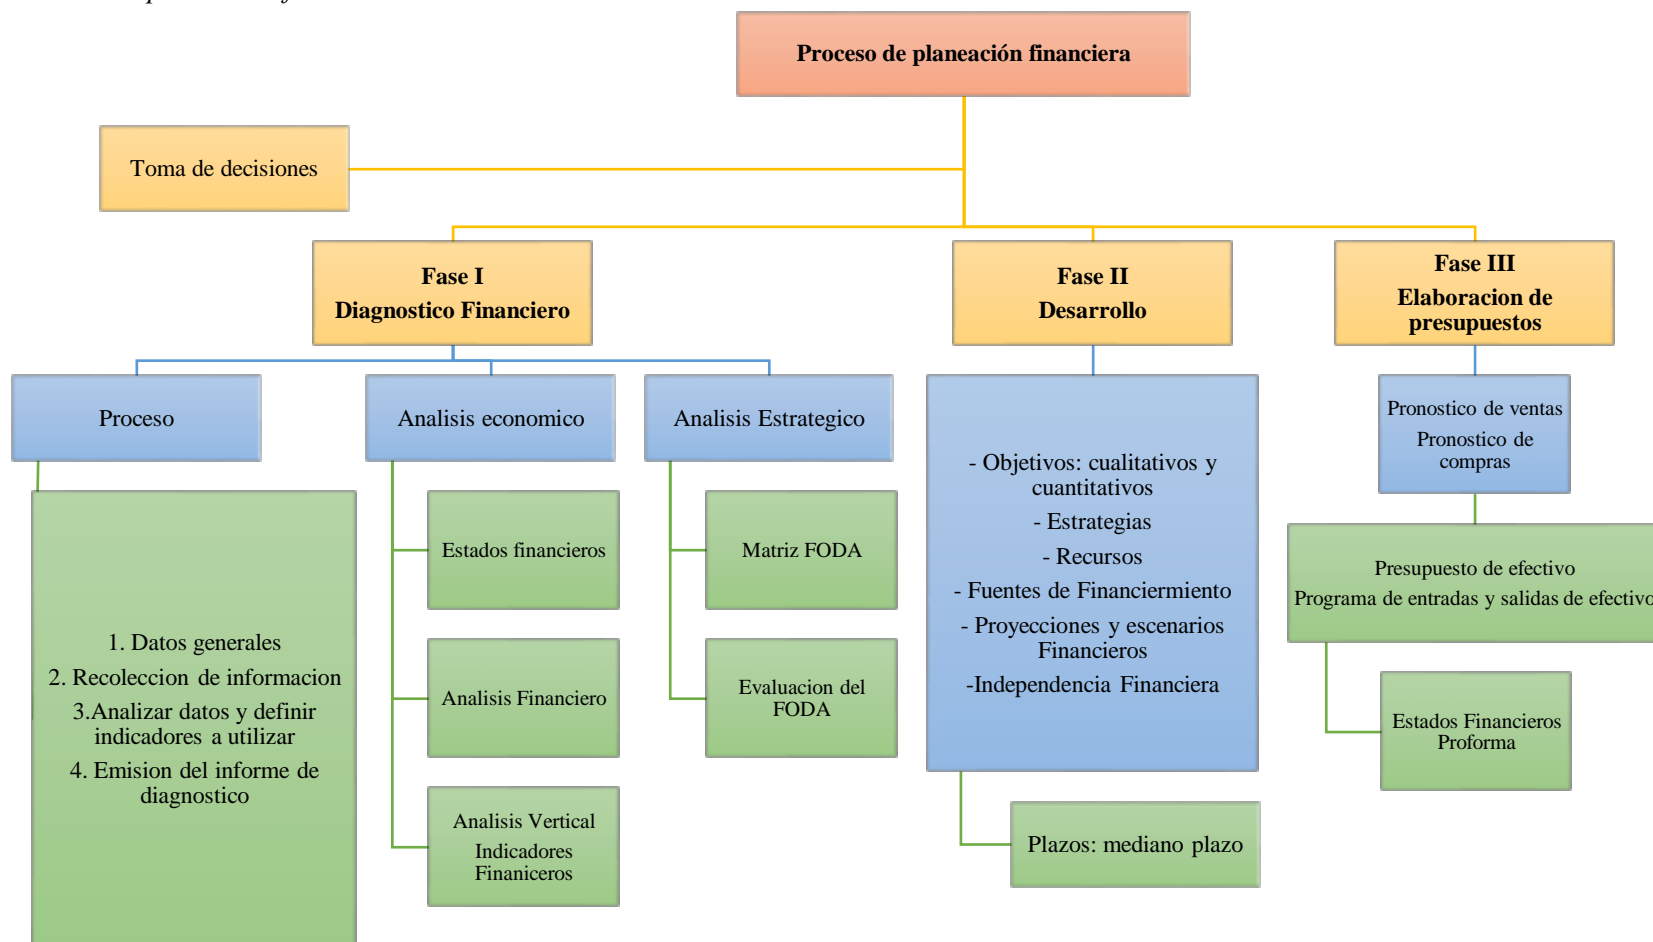 Proceso de planeación financiera
Toma de decisiones
Fase I
Diagnostico Financiero
Fase II
Desarrollo
Fase III
Elaboracion de
presupuestos
Proceso
Analisis economico
Analisis Estrategico
1. Datos generales
2. Recoleccion de informacion
3.Analizar datos y definir
indicadores a utilizar
4. Emision del informe de
diagnostico
Estados financieros
Analisis Financiero
Analisis Vertical
Indicadores
Finaniceros
Matriz FODA
Evaluacion del
FODA
- Objetivos: cualitativos y
cuantitativos
- Estrategias
- Recursos
- Fuentes de Financiermiento
- Proyecciones y escenarios
Financieros
-Independencia Financiera
Plazos: mediano plazo
Pronostico de ventas
Pronostico de
compras
Presupuesto de efectivo
Programa de entradas y salidas de efectivo
Estados Financieros
Proforma